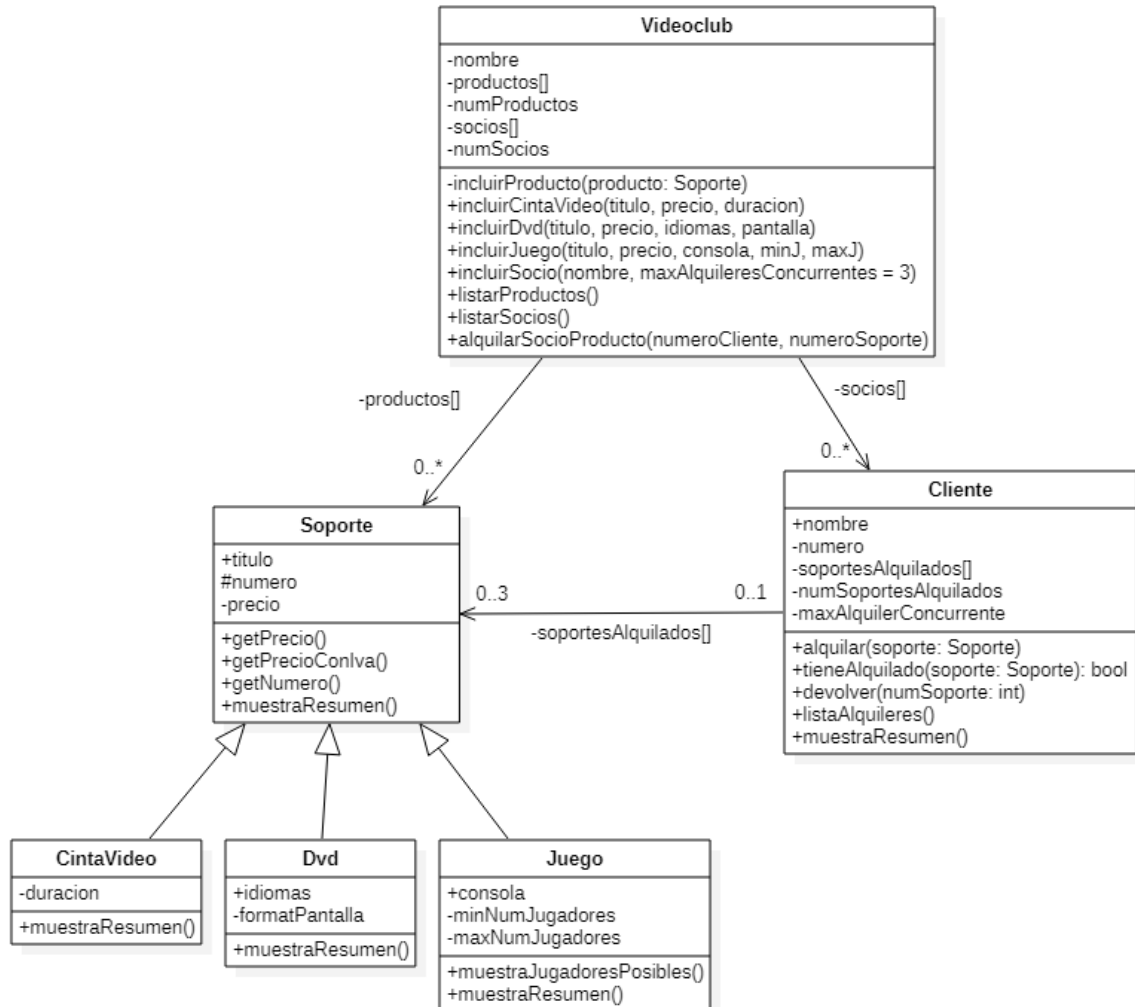 Videoclub
-nombre
-productos[]
-numProductos
-socios[]
-numSocios
-incluirProducto(producto: Soporte)
+incluirCintaVideo(titulo, precio, duracion)
+incluirDvd(titulo, precio, idiomas, pantalla)
+incluirJuego(titulo, precio, consola, minJ, maxJ)
+incluirSocio(nombre, maxAlquileresConcurrentes = 3)
+listarProductos()
+listarSocios()
+alquilarSocioProducto(numeroCliente, numeroSoporte)
-productos[]
0..*
-socios[]
0..*
Soporte
+titulo
#numero
-precio
+getPrecio()
+getPrecioConIva()
+getNumero()
+muestraResumen()
0..3
0..1
-soportesAlquilados[]
Cliente
+nombre
-numero
-soportesAlquilados[]
-numSoportesAlquilados
-maxAlquilerConcurrente
+alquilar(soporte: Soporte)
+tieneAlquilado(soporte: Soporte): bool
+devolver(numSoporte: int)
+listaAlquileres()
+muestraResumen()
CintaVideo
-duracion
+muestraResumen()
Dvd
+idiomas
-formatPantalla
+muestraResumen()
Juego
+consola
-minNumJugadores
-maxNumJugadores
+muestraJugadoresPosibles()
+muestraResumen()